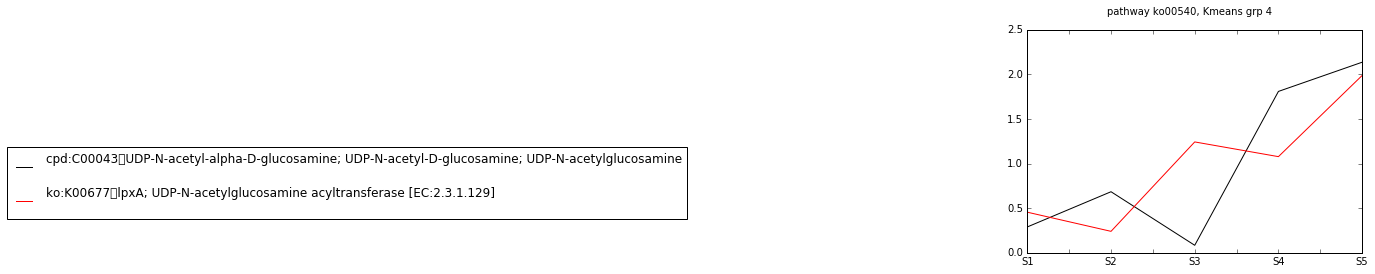 pathway ko00540, Kmeans grp 4
2.5
2.0
1.5
1.0
0.5
0.0
S1 S2 S3 S4 S5
cpd:C00043▯UDP-N-acetyl-alpha-D-glucosamine; UDP-N-acetyl-D-glucosamine; UDP-N-acetylglucosamine
ko:K00677▯lpxA; UDP-N-acetylglucosamine acyltransferase [EC:2.3.1.129]